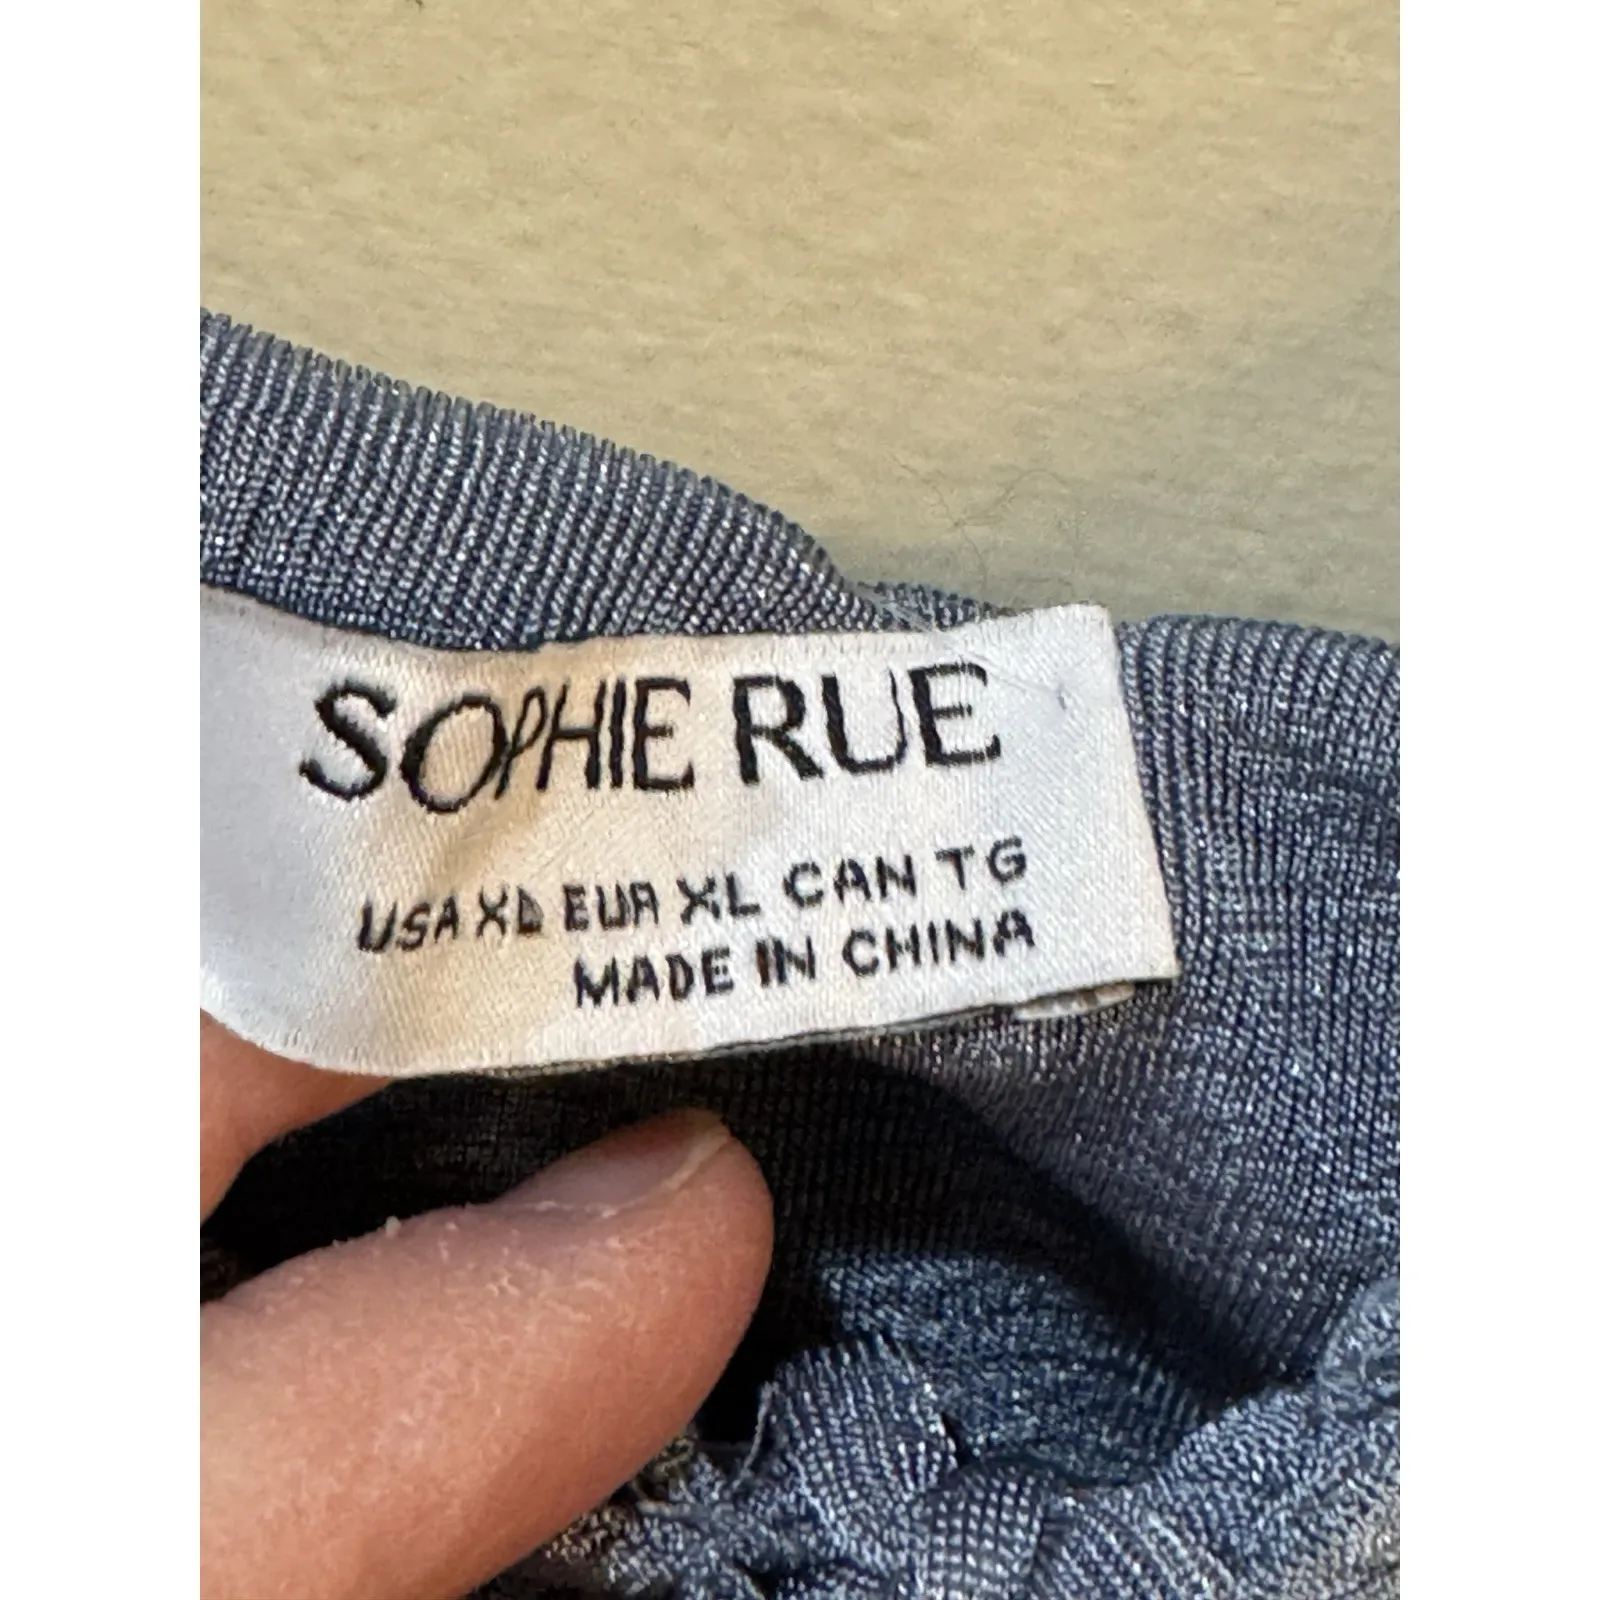 SOPHIE RUE
USA XL EUR XL CAN TG
MADE IN CHINA